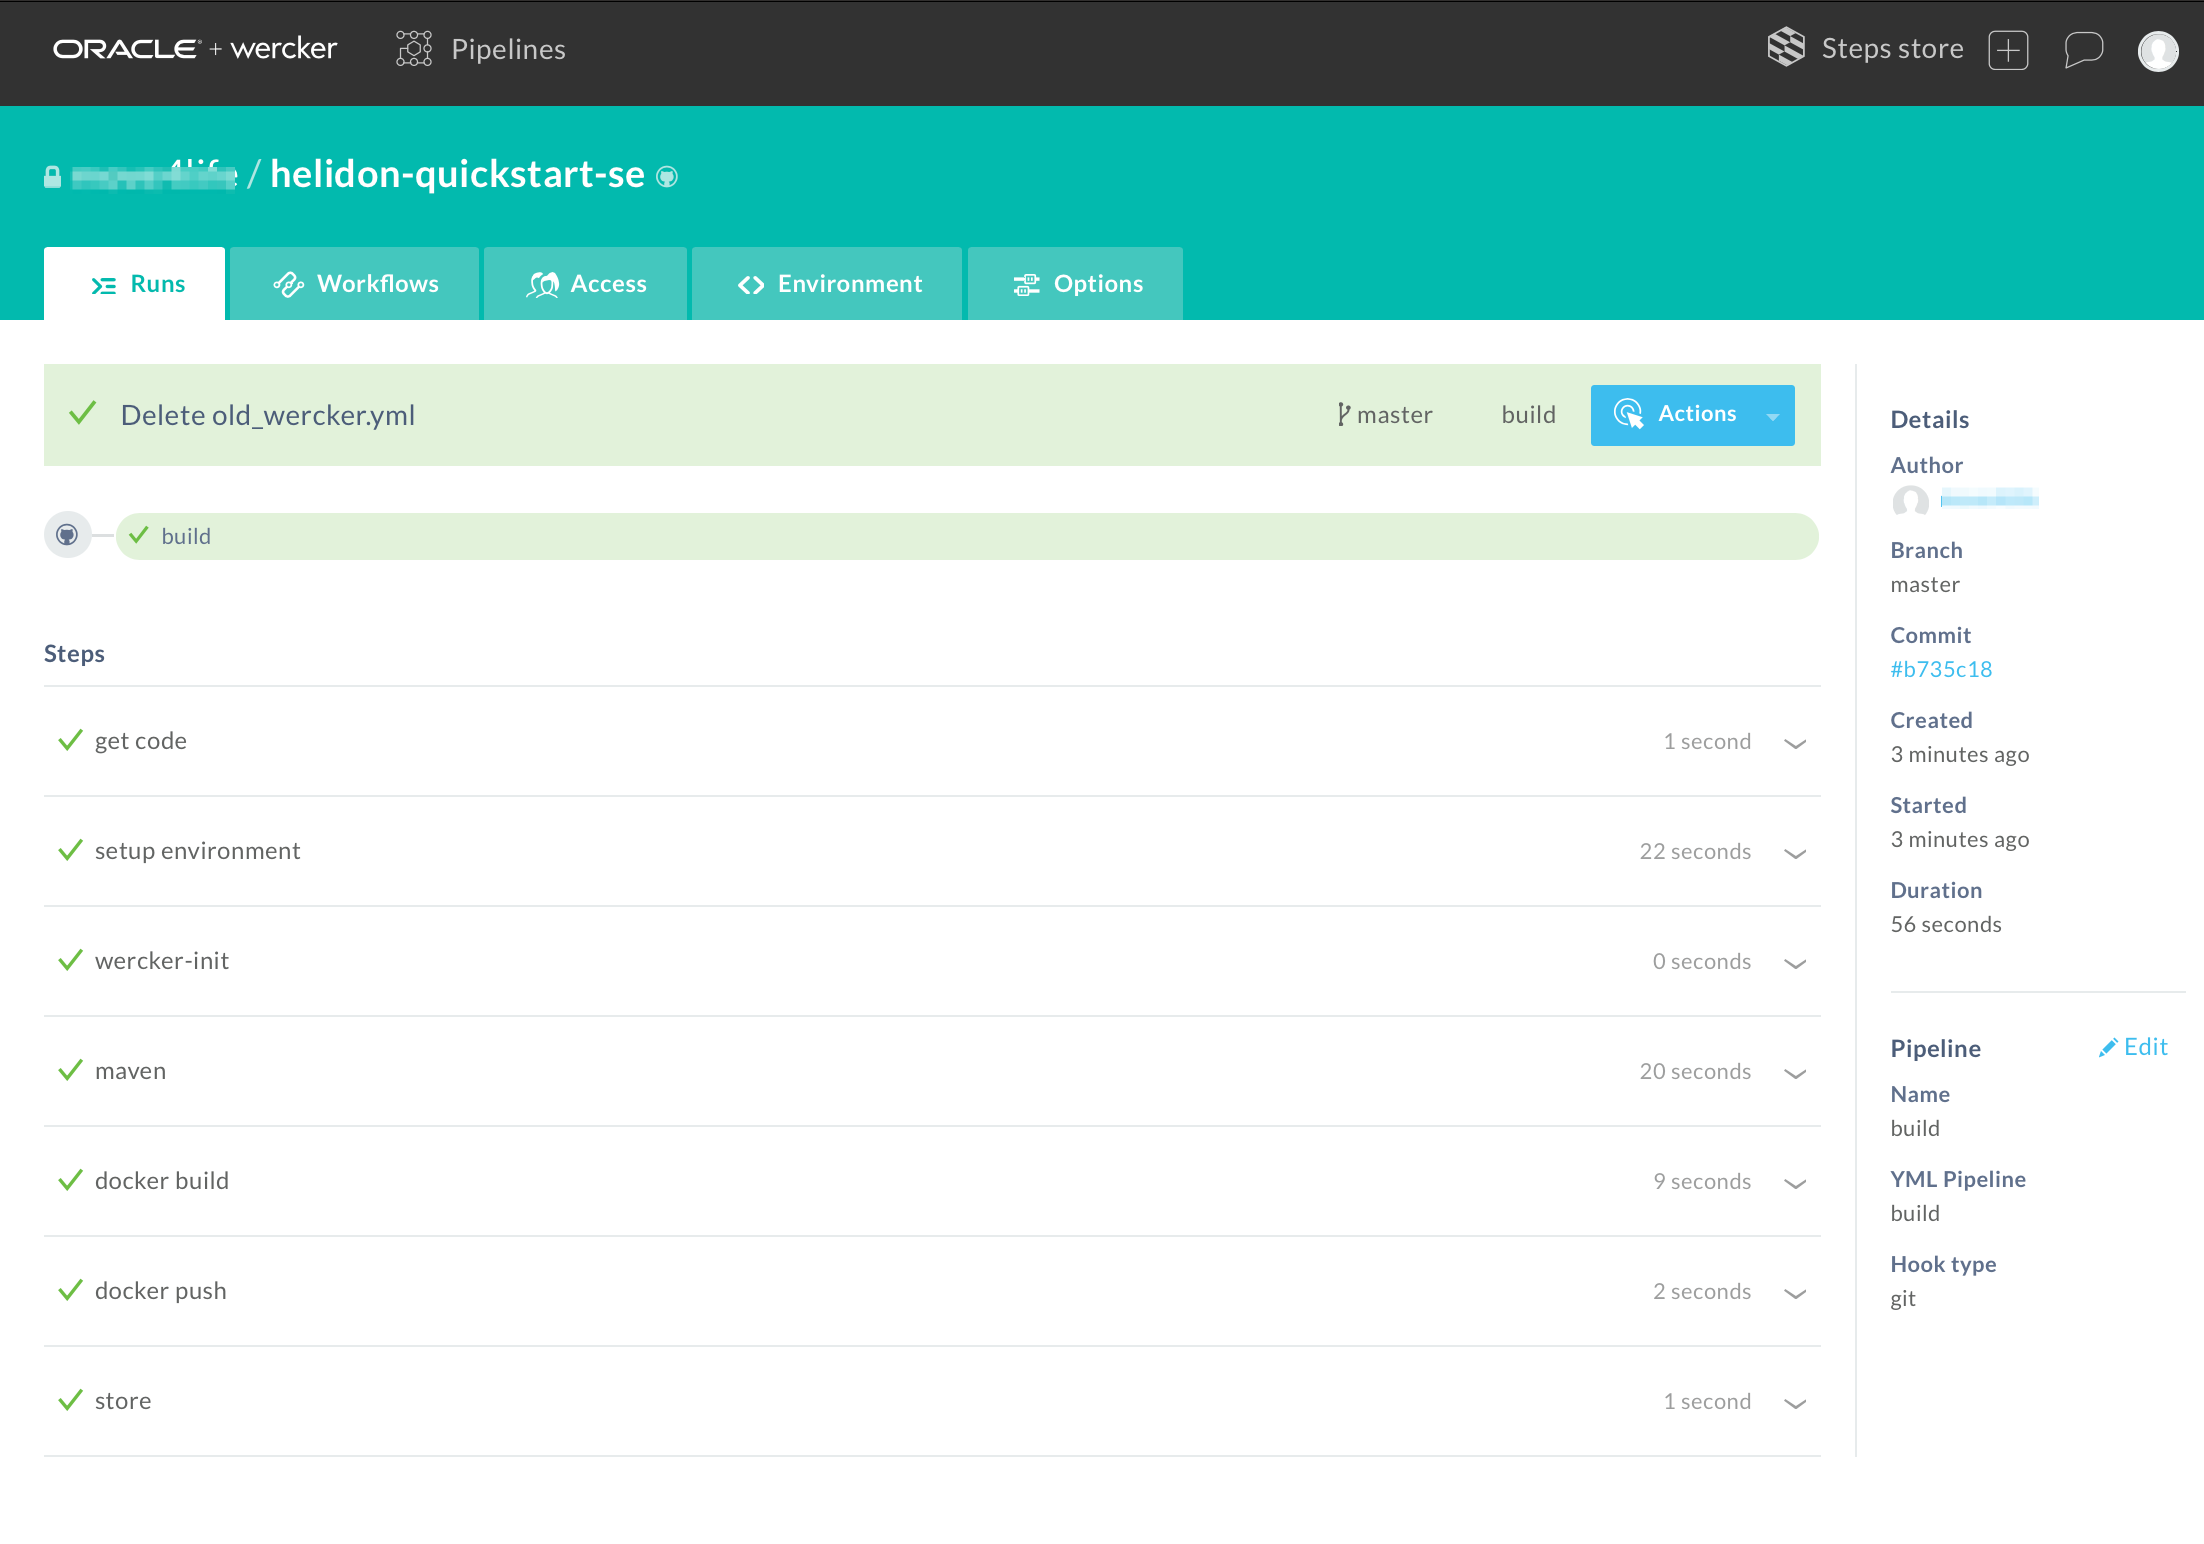 ORACLE + wercker Pipelines Steps store
/ helidon-quickstart-se
Runs Workflows Access Environment Options
Delete old_wercker.yml master build Actions
build
Steps
get code 1 second
setup environment 22 seconds
wercker-init 0 seconds
maven 20 seconds
docker build 9 seconds
docker push 2 seconds
store 1 second
Details
Author
Branch
master
Commit
#b735c18
Created
3 minutes ago
Started
3 minutes ago
Duration
56 seconds
Pipeline Edit
Name
build
YML Pipeline
build
Hook type
git